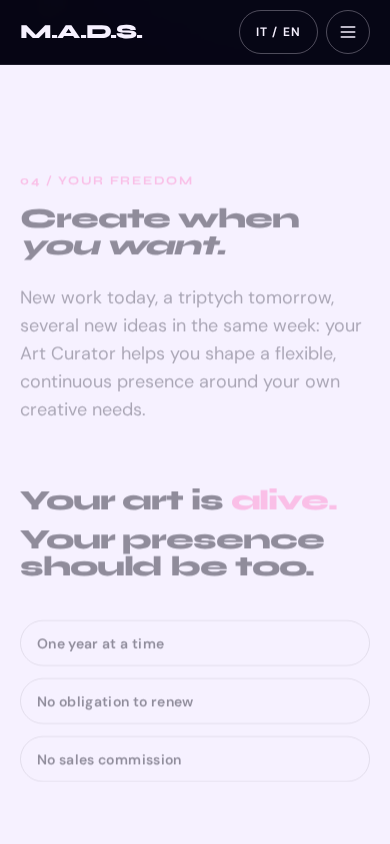 M.A.D.S.
IT / EN
04 / YOUR FREEDOM
Create when
you want.
New work today, a triptych tomorrow,
several new ideas in the same week: your
Art Curator helps you shape a flexible,
continuous presence around your own
creative needs.
Your art is alive.
Your presence
should be too.
One year at a time
No obligation to renew
No sales commission